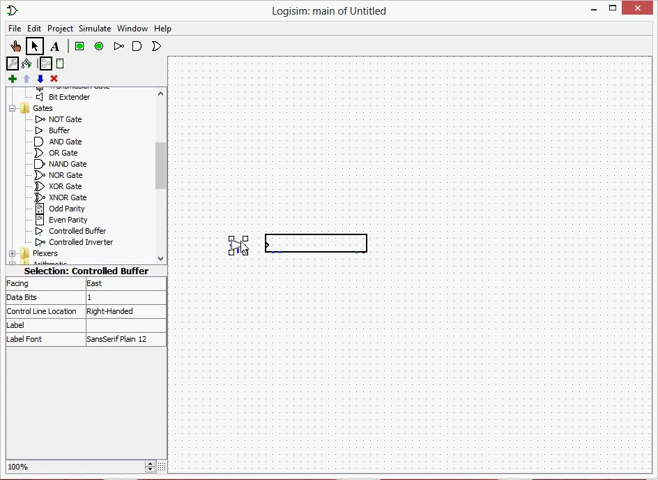 Logisim: main of Untitled
File Edit Project Simulate Window Help
A
Bit Extender
Gates
NOT Gate
Buffer
AND Gate
OR Gate
NAND Gate
NOR Gate
XOR Gate
XNOR Gate
Odd Parity
Even Parity
Controlled Buffer
Controlled Inverter
Plexers
Selection: Controlled Buffer
Facing East
Data Bits 1
Control Line Location Right-Handed
Label
Label Font SansSerif Plain 12
100%